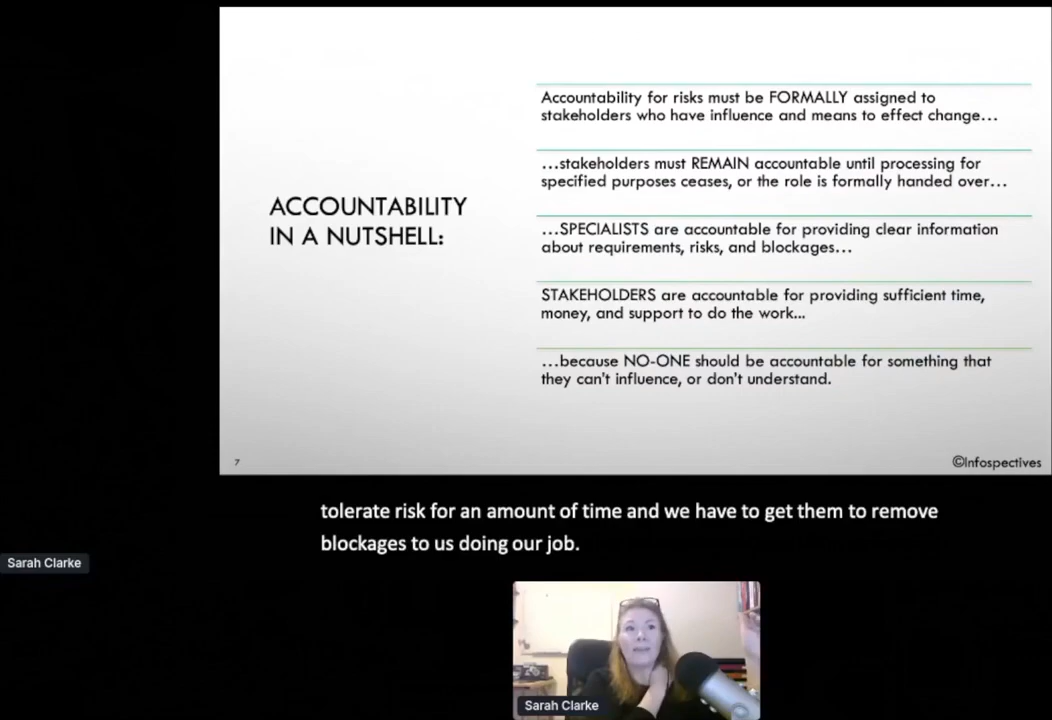 ACCOUNTABILITY
IN A NUTSHELL:
Accountability for risks must be FORMALLY assigned to
stakeholders who have influence and means to effect change...
...stakeholders must REMAIN accountable until processing for
specified purposes ceases, or the role is formally handed over...
...SPECIALISTS are accountable for providing clear information
about requirements, risks, and blockages...
STAKEHOLDERS are accountable for providing sufficient time,
money, and support to do the work...
...because NO-ONE should be accountable for something that
they can't influence, or don't understand.
7
©Infospectives
tolerate risk for an amount of time and we have to get them to remove
blockages to us doing our job.
Sarah Clarke
Sarah Clarke